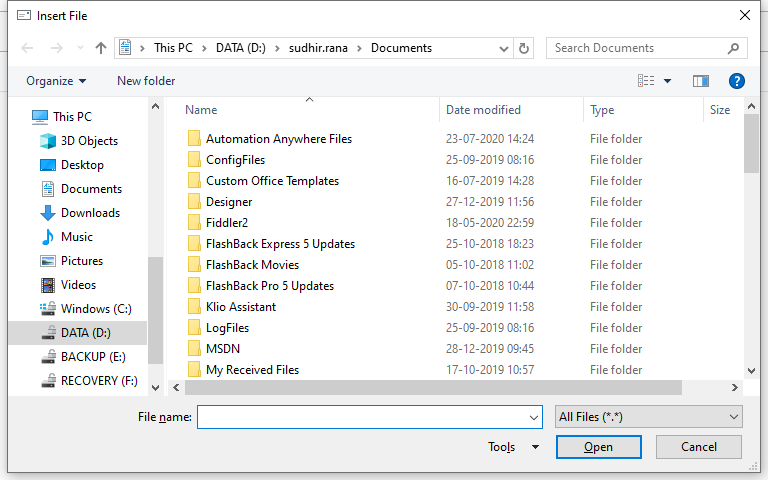 Insert File
This PC > DATA (D:) > sudhir.rana > Documents
Search Documents
Organize
New folder
?
This PC
3D Objects
Desktop
Documents
Downloads
Music
Pictures
Videos
Windows (C:)
DATA (D:)
BACKUP (E:)
RECOVERY (F:)
Name Date modified Type Size
Automation Anywhere Files 23-07-2020 14:24 File folder
ConfigFiles 25-09-2019 08:16 File folder
Custom Office Templates 16-07-2019 14:28 File folder
Designer 27-12-2019 11:56 File folder
Fiddler2 18-05-2020 22:59 File folder
FlashBack Express 5 Updates 25-10-2018 18:23 File folder
FlashBack Movies 05-10-2018 11:02 File folder
FlashBack Pro 5 Updates 07-10-2018 10:44 File folder
Klio Assistant 30-09-2019 11:58 File folder
LogFiles 25-09-2019 08:16 File folder
MSDN 28-12-2019 09:45 File folder
My Received Files 17-10-2019 10:57 File folder
File name:
All Files (*.*)
Tools
Open
Cancel